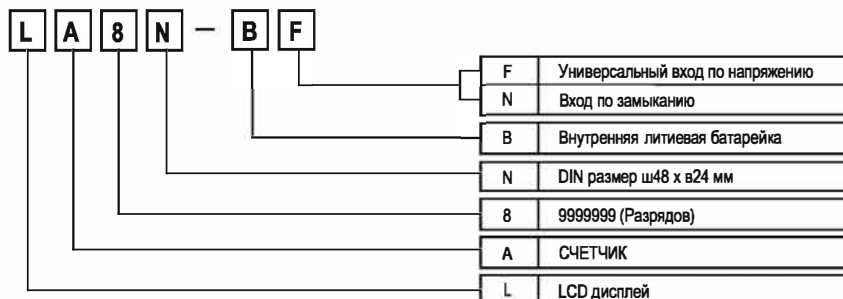 L A 8 N – B F
F Универсальный вход по напряжению
N Вход по замыканию
B Внутренняя литиевая батарейка
N DIN размер ш48 х в24 мм
8 9999999 (Разрядов)
A СЧЕТЧИК
L LCD дисплей